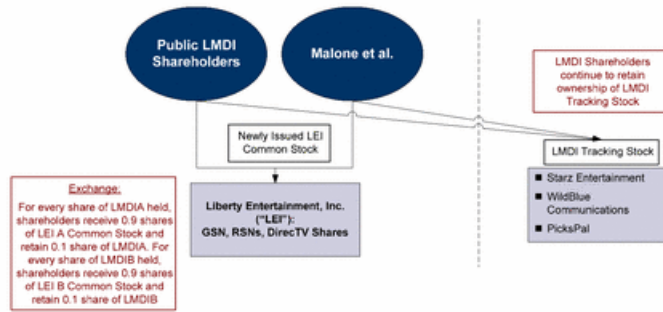 Public LMDI
Shareholders
Malone et al.
LMDI Shareholders
continue to retain
ownership of LMDI
Tracking Stock
Newly Issued LEI
Common Stock
LMDI Tracking Stock
Exchange:
For every share of LMDIA held,
shareholders receive 0.9 shares
of LEI A Common Stock and
retain 0.1 share of LMDIA. For
every share of LMDIB held,
shareholders receive 0.9 shares
of LEI B Common Stock and
retain 0.1 share of LMDIB
Liberty Entertainment, Inc.
("LEI"):
GSN, RSNs, DirecTV Shares
■ Starz Entertainment
■ WildBlue
Communications
■ PicksPal